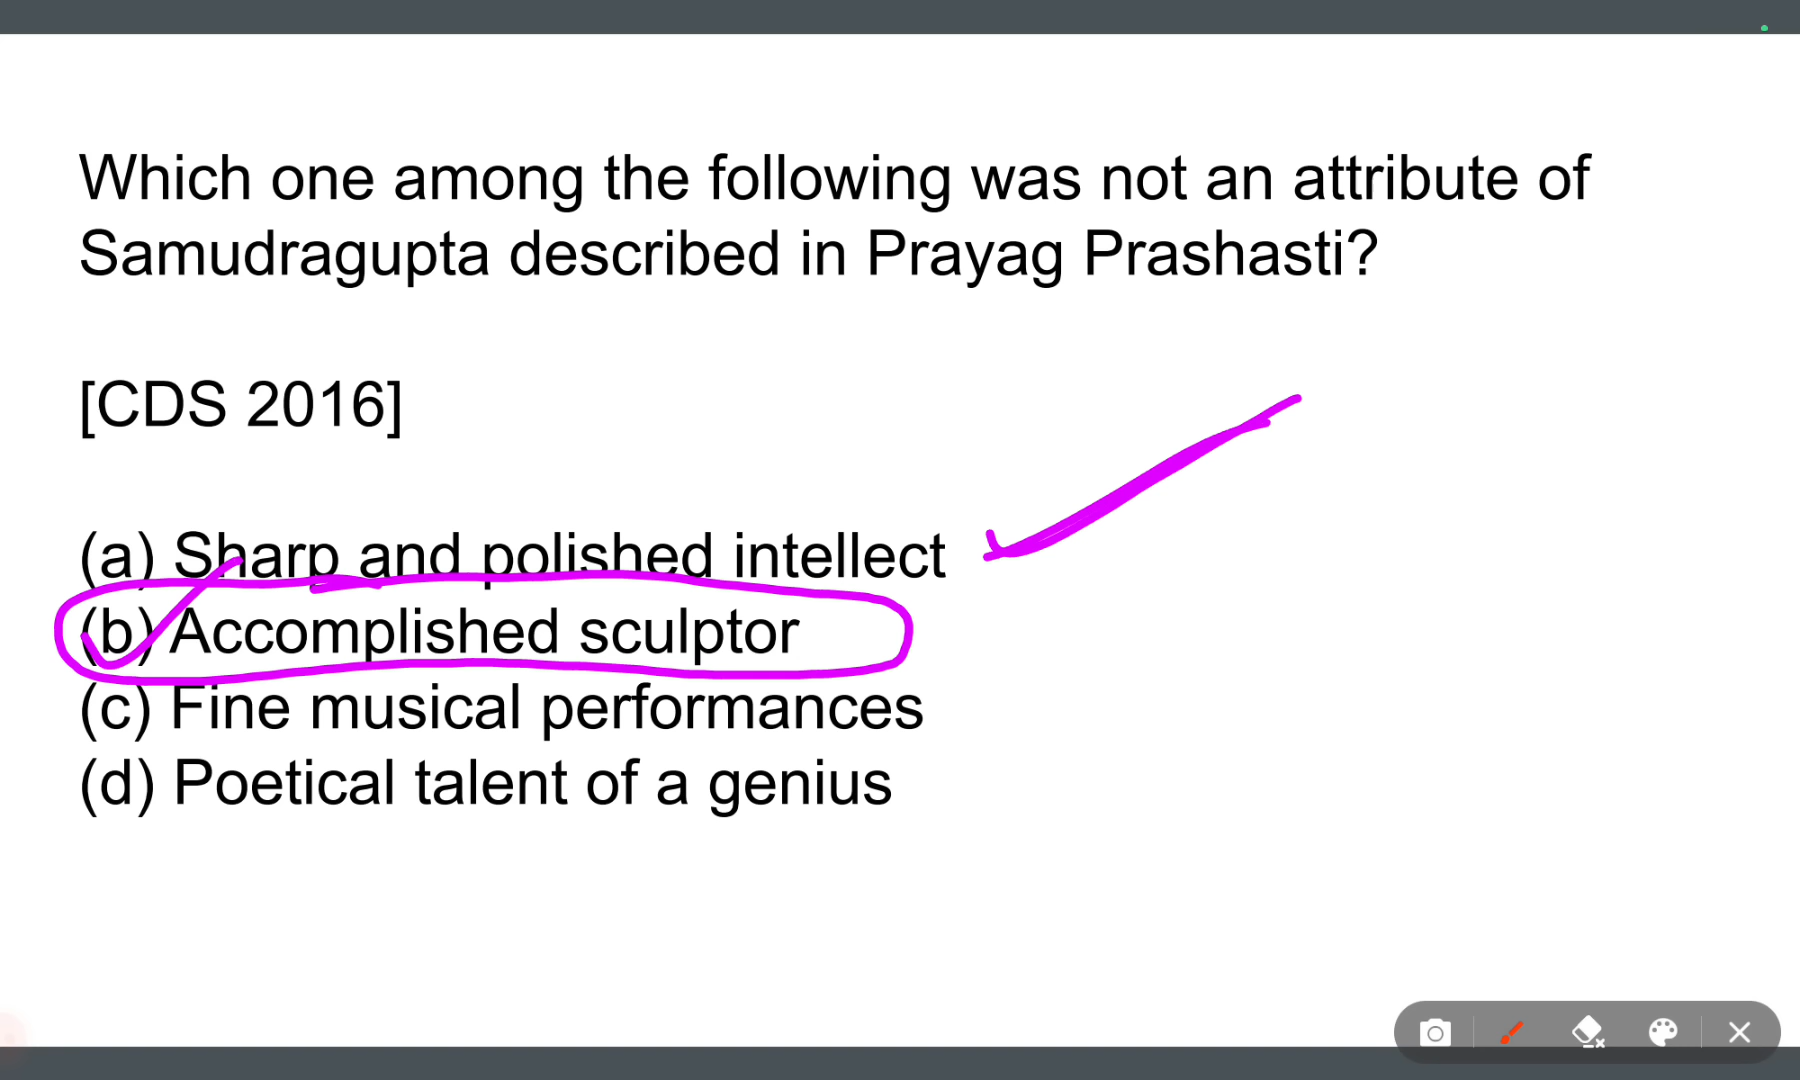 Which one among the following was not an attribute of
Samudragupta described in Prayag Prashasti?
[CDS 2016]
(a) Sharp and polished intellect
(b) Accomplished sculptor
(c) Fine musical performances
(d) Poetical talent of a genius